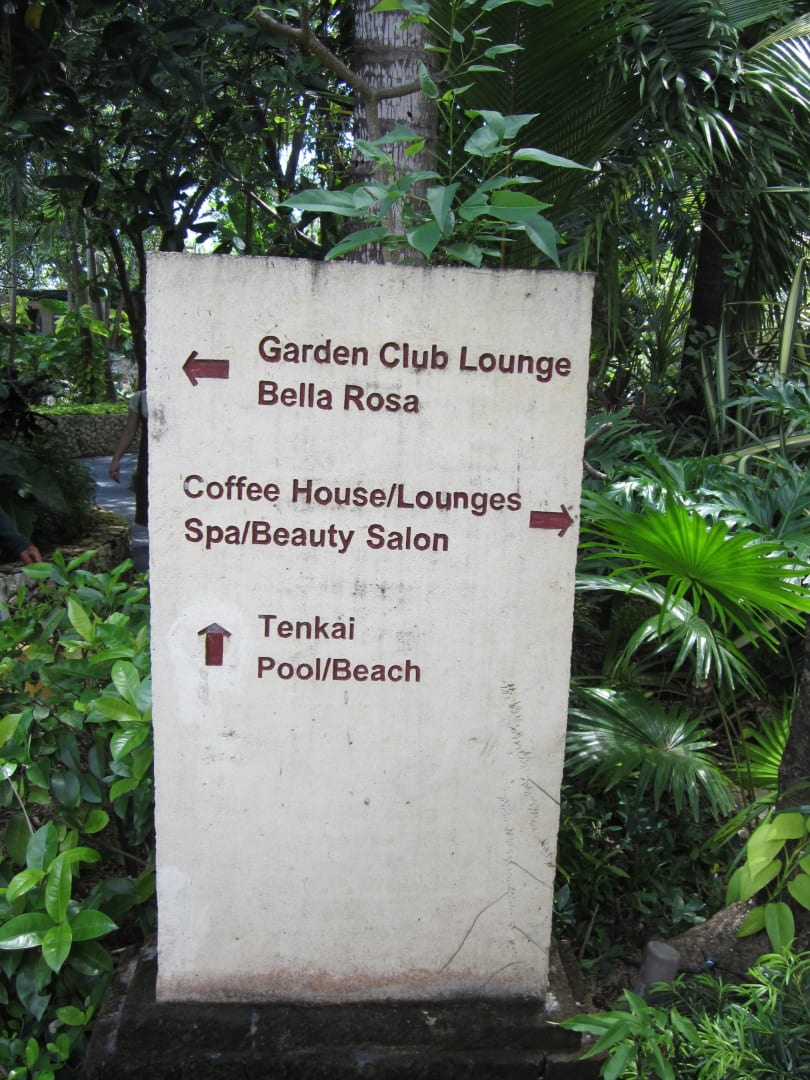 Garden Club Lounge
Bella Rosa
Coffee House/Lounges
Spa/Beauty Salon
Tenkai
Pool/Beach